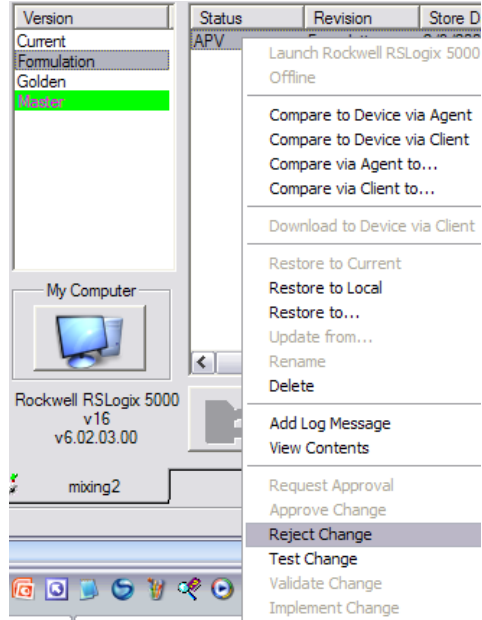 Version
Current
Formulation
Golden
Master
Status Revision Store D
APV
Launch Rockwell RSLogix 5000
Offline
Compare to Device via Agent
Compare to Device via Client
Compare via Agent to...
Compare via Client to...
Download to Device via Client
Restore to Current
Restore to Local
Restore to...
Update from...
Rename
Delete
Add Log Message
View Contents
Request Approval
Approve Change
Reject Change
Test Change
Validate Change
Implement Change
My Computer
Rockwell RSLogix 5000
v16
v6.02.03.00
mixing2